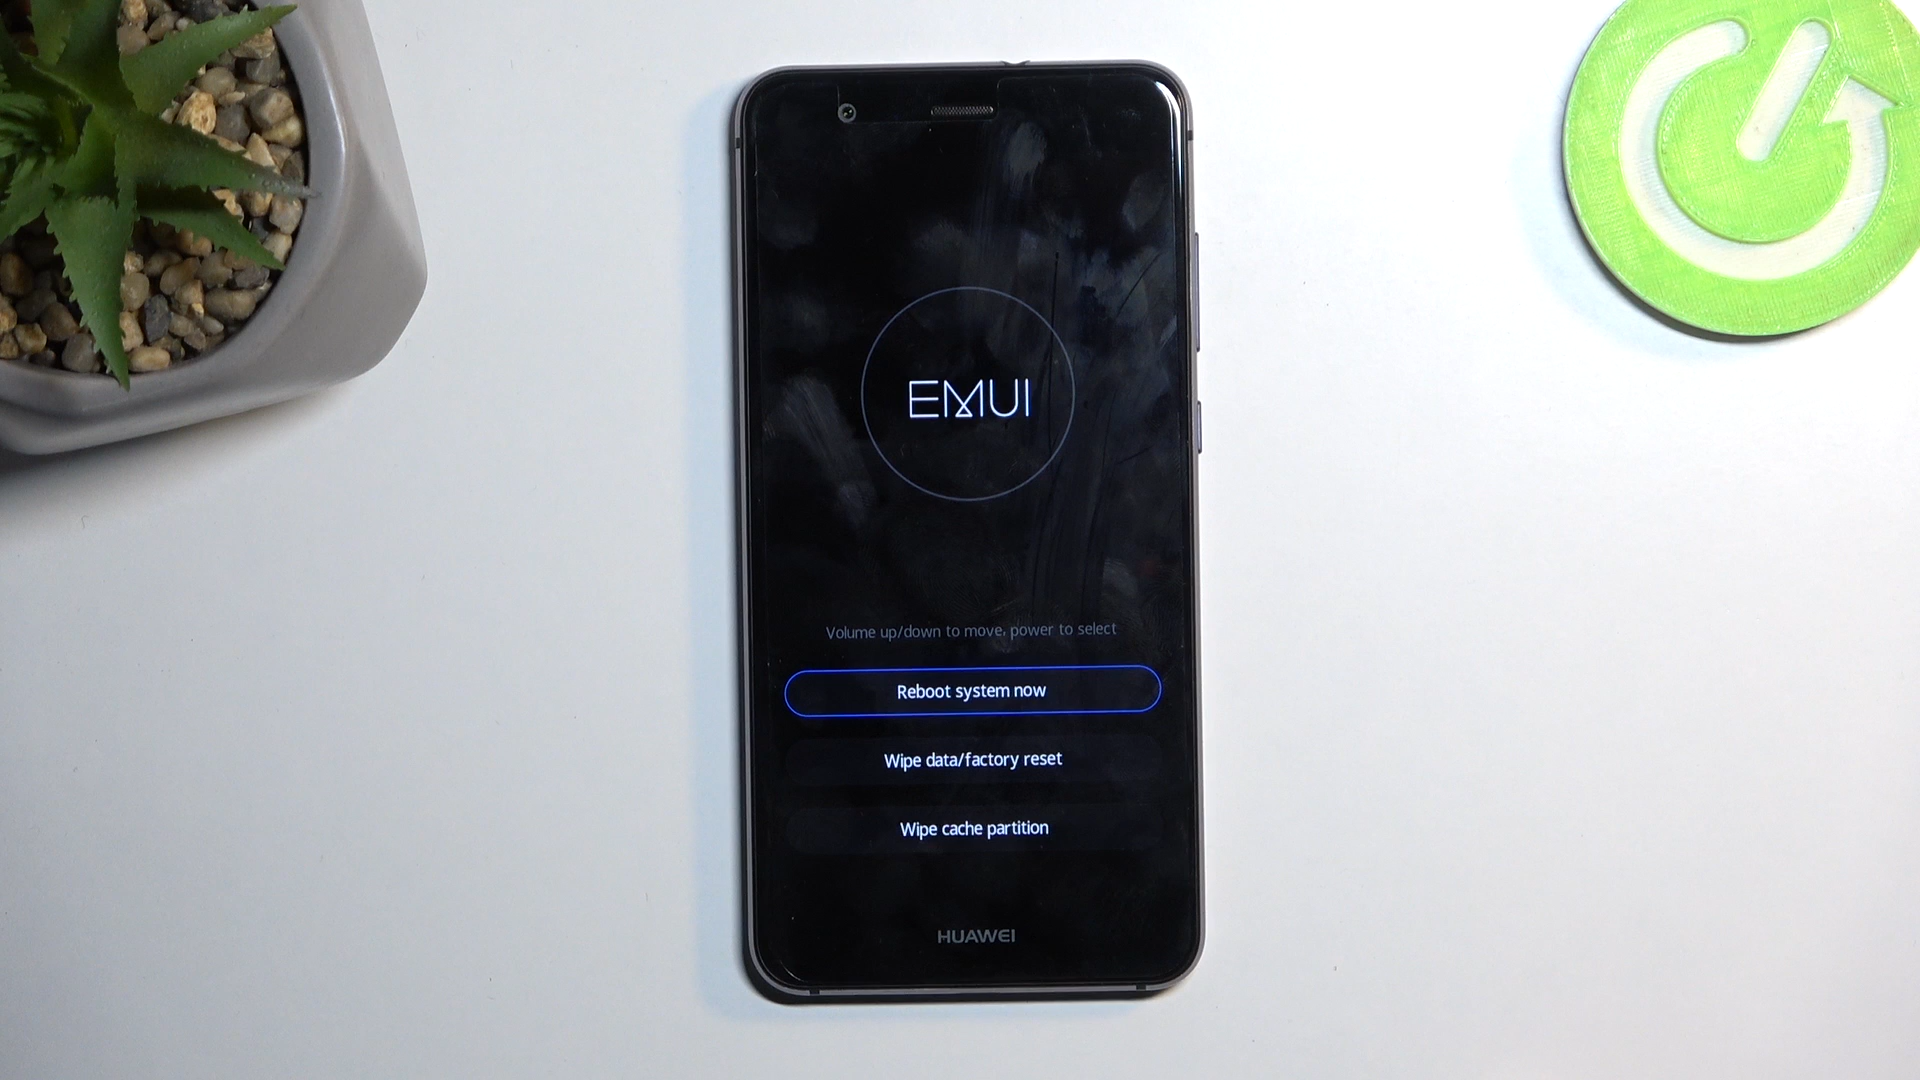 EMUI
Volume up/down to move, power to select
Reboot system now
Wipe data/factory reset
Wipe cache partition
HUAWEI